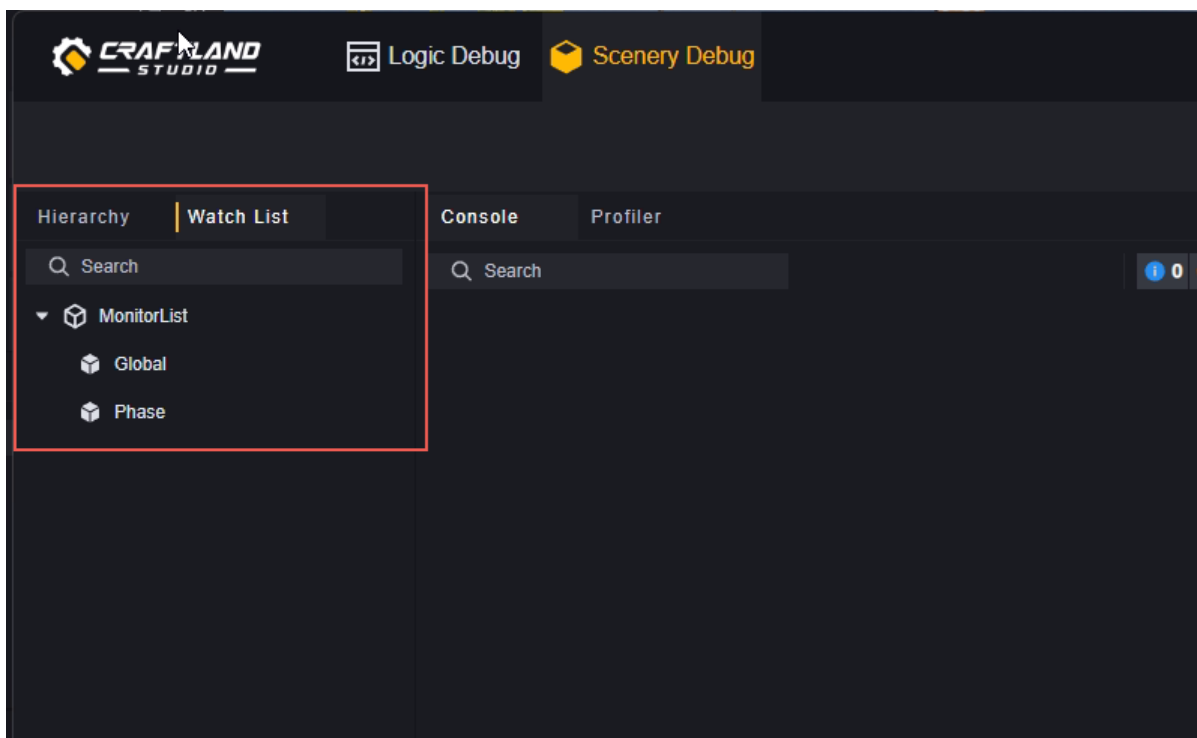 CRAFTLAND
STUDIO
Logic Debug
Scenery Debug
Hierarchy
Watch List
Search
MonitorList
Global
Phase
Console
Profiler
Search
0